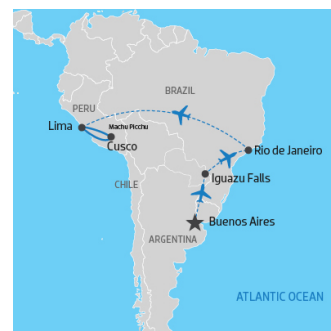 BRAZIL
PERU
Lima
Machu Picchu
Cusco
Rio de Janeiro
Iguazu Falls
CHILE
Buenos Aires
ARGENTINA
ATLANTIC OCEAN